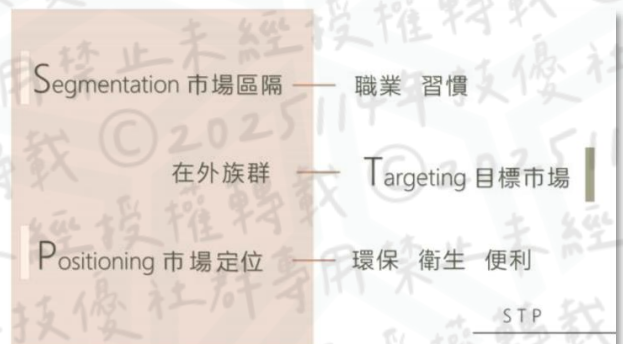 Segmentation 市場區隔 — 職業 習慣
在外族群 — Targeting 目標市場
Positioning 市場定位 — 環保 衛生 便利
STP